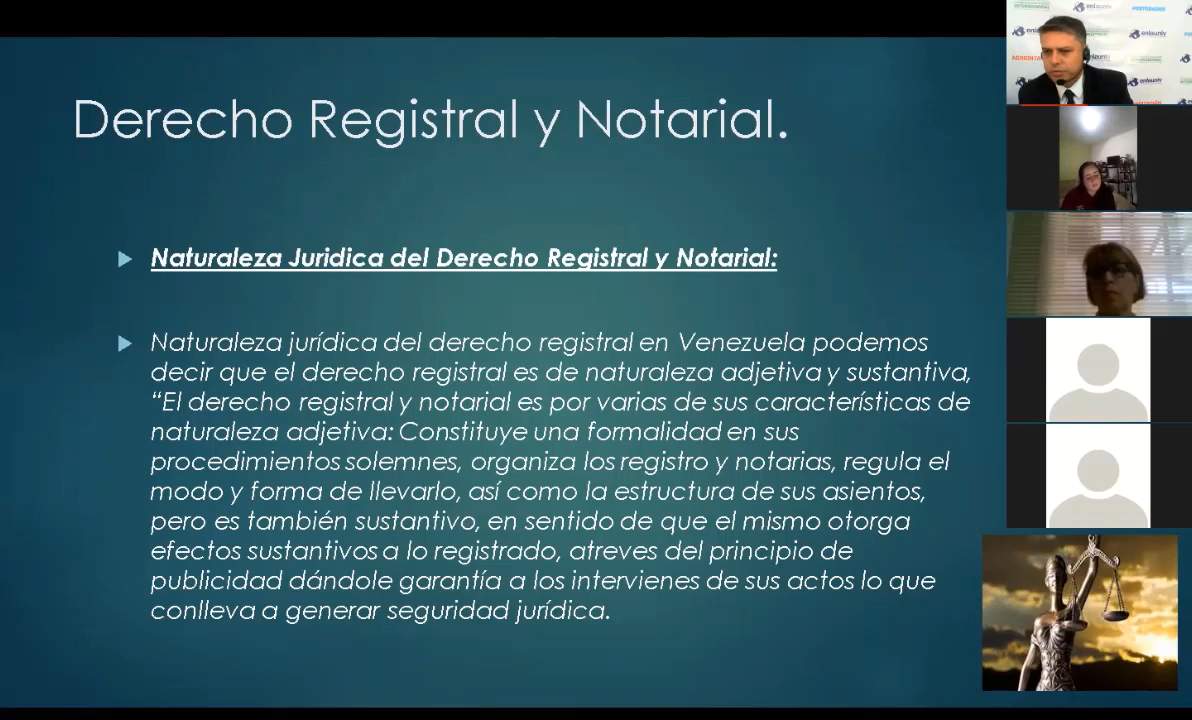 Derecho Registral y Notarial.
Naturaleza Juridica del Derecho Registral y Notarial:
Naturaleza jurídica del derecho registral en Venezuela podemos
decir que el derecho registral es de naturaleza adjetiva y sustantiva,
“El derecho registral y notarial es por varias de sus características de
naturaleza adjetiva: Constituye una formalidad en sus
procedimientos solemnes, organiza los registro y notarias, regula el
modo y forma de llevarlo, así como la estructura de sus asientos,
pero es también sustantivo, en sentido de que el mismo otorga
efectos sustantivos a lo registrado, atreves del principio de
publicidad dándole garantía a los intervienes de sus actos lo que
conlleva a generar seguridad jurídica.
enlauniv
POSTGRADOS
enlauniv
enlauniv
enlauniv